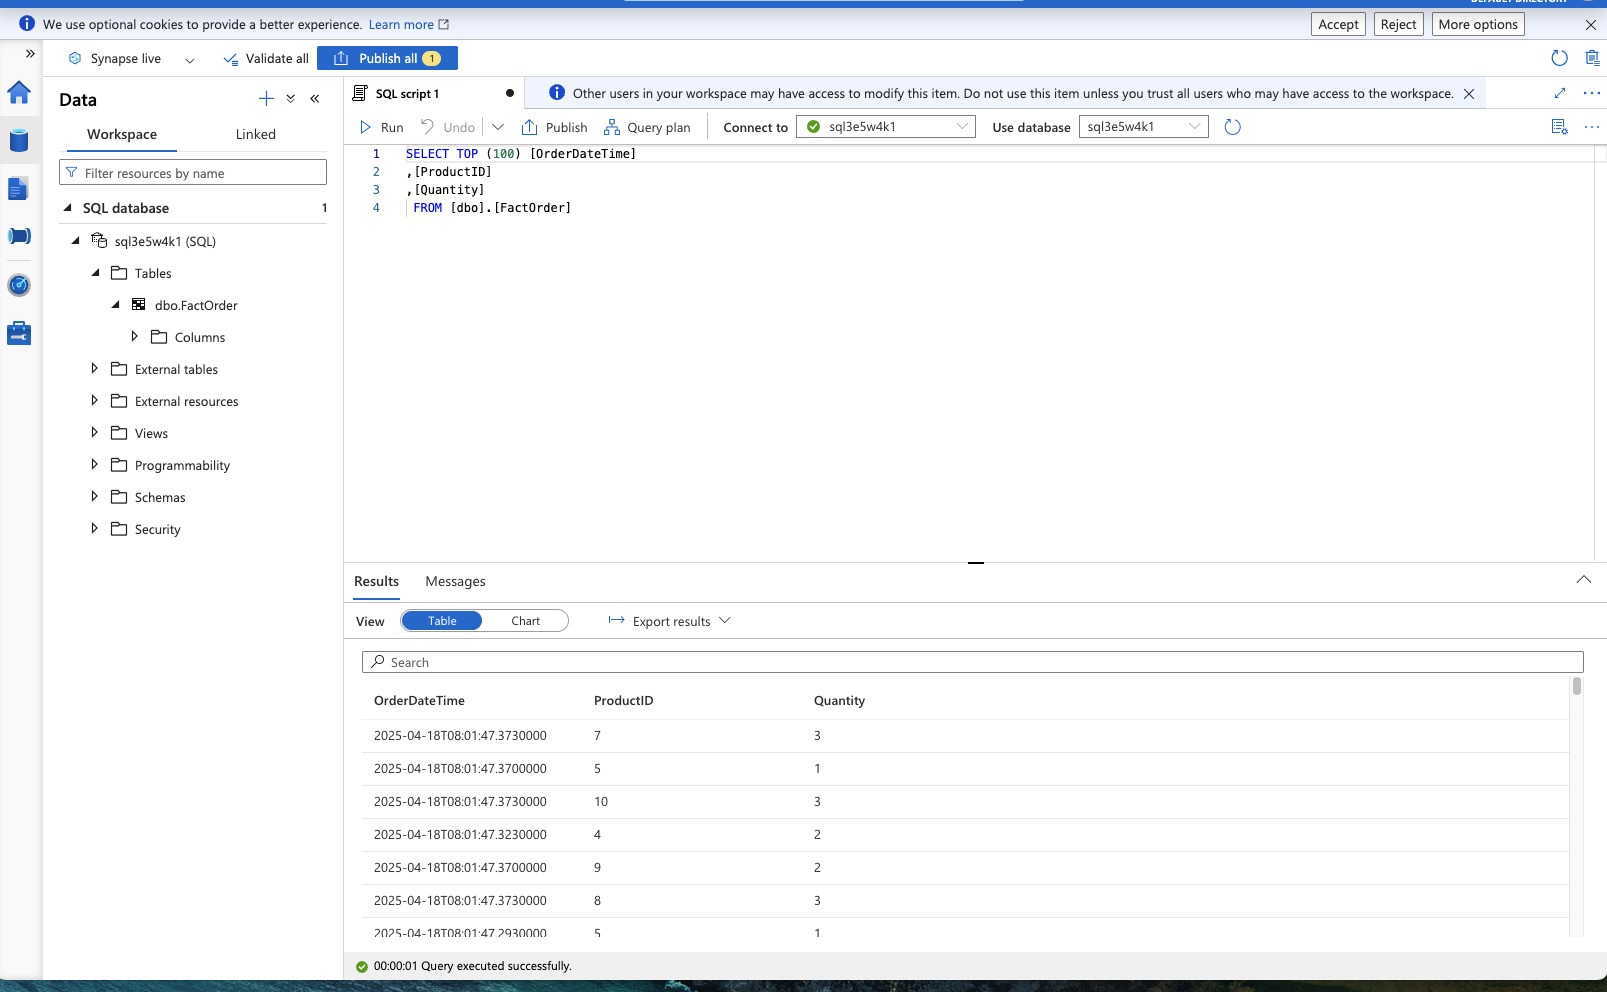 We use optional cookies to provide a better experience. Learn more
Accept
Reject
More options
Synapse live
Validate all
Publish all 1
Data
Workspace
Linked
Filter resources by name
SQL database 1
sql3e5w4k1 (SQL)
Tables
dbo.FactOrder
Columns
External tables
External resources
Views
Programmability
Schemas
Security
SQL script 1
Other users in your workspace may have access to modify this item. Do not use this item unless you trust all users who may have access to the workspace.
Run
Undo
Publish
Query plan
Connect to
sql3e5w4k1
Use database
sql3e5w4k1
1 SELECT TOP (100) [OrderDateTime]
2 ,[ProductID]
3 ,[Quantity]
4 FROM [dbo].[FactOrder]
Results
Messages
View
Table
Chart
Export results
Search
OrderDateTime ProductID Quantity
2025-04-18T08:01:47.3730000 7 3
2025-04-18T08:01:47.3700000 5 1
2025-04-18T08:01:47.3730000 10 3
2025-04-18T08:01:47.3230000 4 2
2025-04-18T08:01:47.3700000 9 2
2025-04-18T08:01:47.3730000 8 3
2025-04-18T08:01:47.2930000 5 1
00:00:01 Query executed successfully.